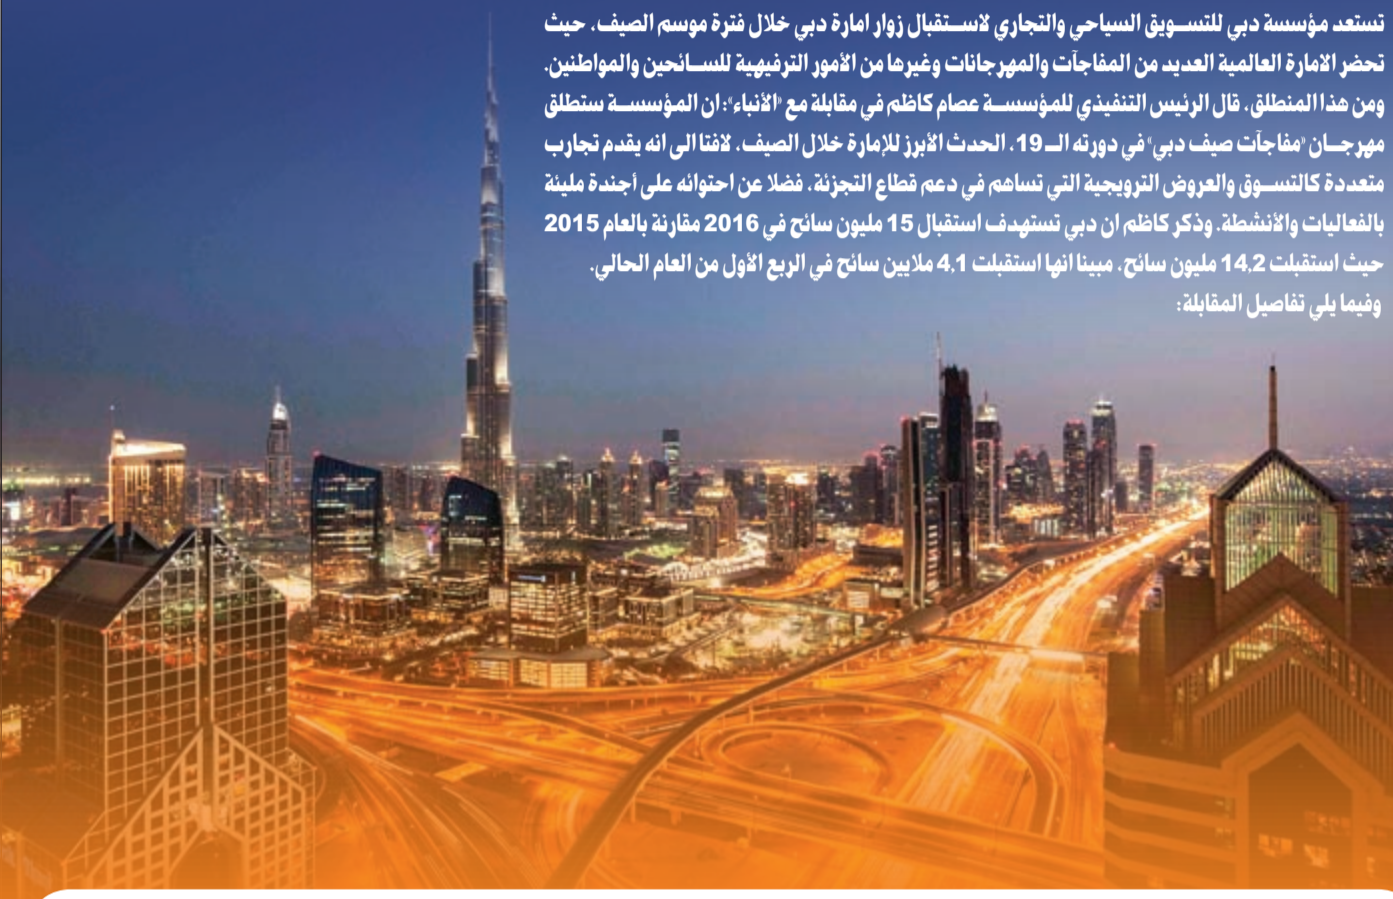 تستعد مؤسسة دبي للتسويق السياحي والتجاري لاستقبال زوار امارة دبي خلال فترة موسم الصيف، حيث
تحضر الامارة العالمية العديد من المفاجآت والمهرجانات وغيرها من الأمور الترفيهية للسائحين والمواطنين.
ومن هذا المنطلق، قال الرئيس التنفيذي للمؤسسة عصام كاظم في مقابلة مع «الأنباء»: ان المؤسسة ستطلق
مهرجان «مفاجآت صيف دبي» في دورته الـ 19، الحدث الأبرز للإمارة خلال الصيف، لافتا الى انه يقدم تجارب
متعددة كالتسوق والعروض الترويجية التي تساهم في دعم قطاع التجزئة، فضلا عن احتوائه على أجندة مليئة
بالفعاليات والأنشطة. وذكر كاظم ان دبي تستهدف استقبال 15 مليون سائح في 2016 مقارنة بالعام 2015
حيث استقبلت 14,2 مليون سائح، مبينا انها استقبلت 4,1 ملايين سائح في الربع الأول من العام الحالي.
وفيما يلي تفاصيل المقابلة: